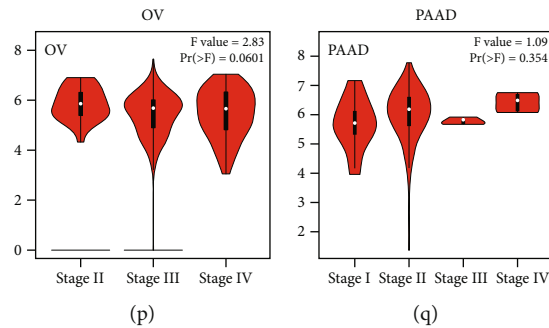 OV
OV
F value = 2.83
Pr(>F) = 0.0601
8
6
4
2
0
Stage II Stage III Stage IV
(p)
PAAD
PAAD
F value = 1.09
Pr(>F) = 0.354
8
7
6
5
4
3
2
Stage I Stage II Stage III Stage IV
(q)